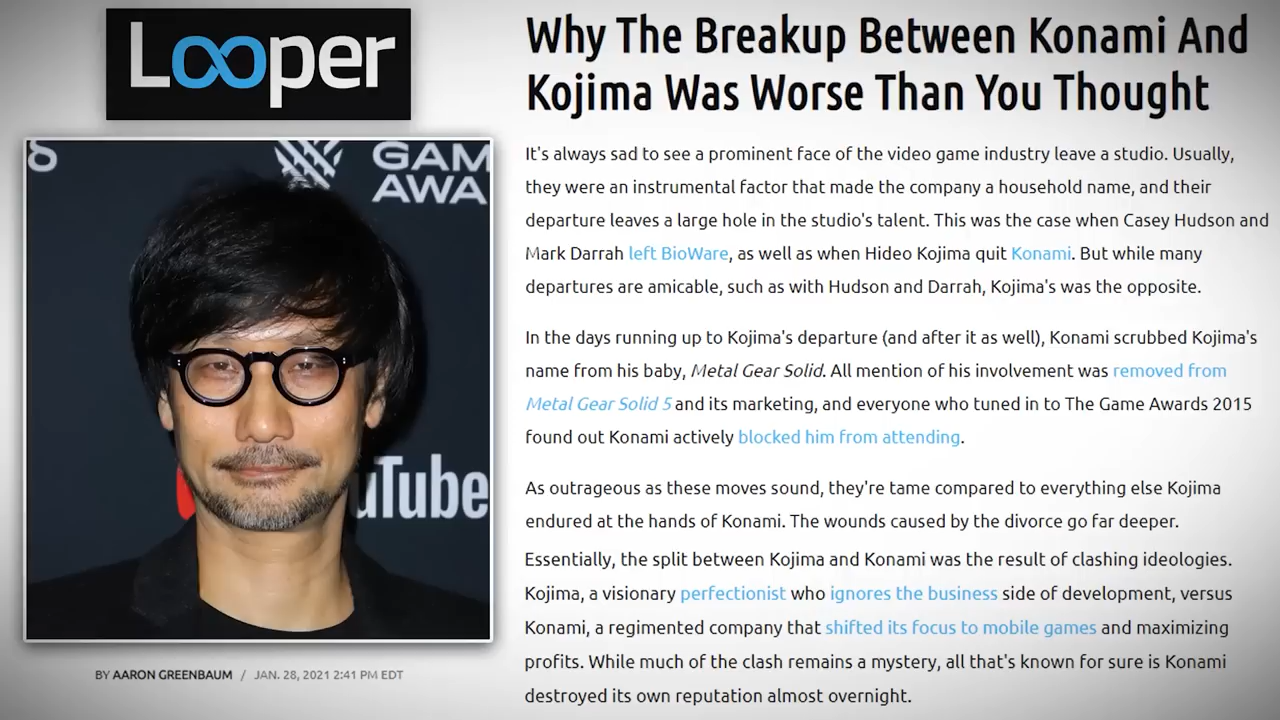 Looper
Why The Breakup Between Konami And
Kojima Was Worse Than You Thought
8
GAM
AWA
uTube
BY AARON GREENBAUM / JAN. 28, 2021 2:41 PM EDT
It's always sad to see a prominent face of the video game industry leave a studio. Usually,
they were an instrumental factor that made the company a household name, and their
departure leaves a large hole in the studio's talent. This was the case when Casey Hudson and
Mark Darrah left BioWare, as well as when Hideo Kojima quit Konami. But while many
departures are amicable, such as with Hudson and Darrah, Kojima's was the opposite.
In the days running up to Kojima's departure (and after it as well), Konami scrubbed Kojima's
name from his baby, Metal Gear Solid. All mention of his involvement was removed from
Metal Gear Solid 5 and its marketing, and everyone who tuned in to The Game Awards 2015
found out Konami actively blocked him from attending.
As outrageous as these moves sound, they're tame compared to everything else Kojima
endured at the hands of Konami. The wounds caused by the divorce go far deeper.
Essentially, the split between Kojima and Konami was the result of clashing ideologies.
Kojima, a visionary perfectionist who ignores the business side of development, versus
Konami, a regimented company that shifted its focus to mobile games and maximizing
profits. While much of the clash remains a mystery, all that's known for sure is Konami
destroyed its own reputation almost overnight.